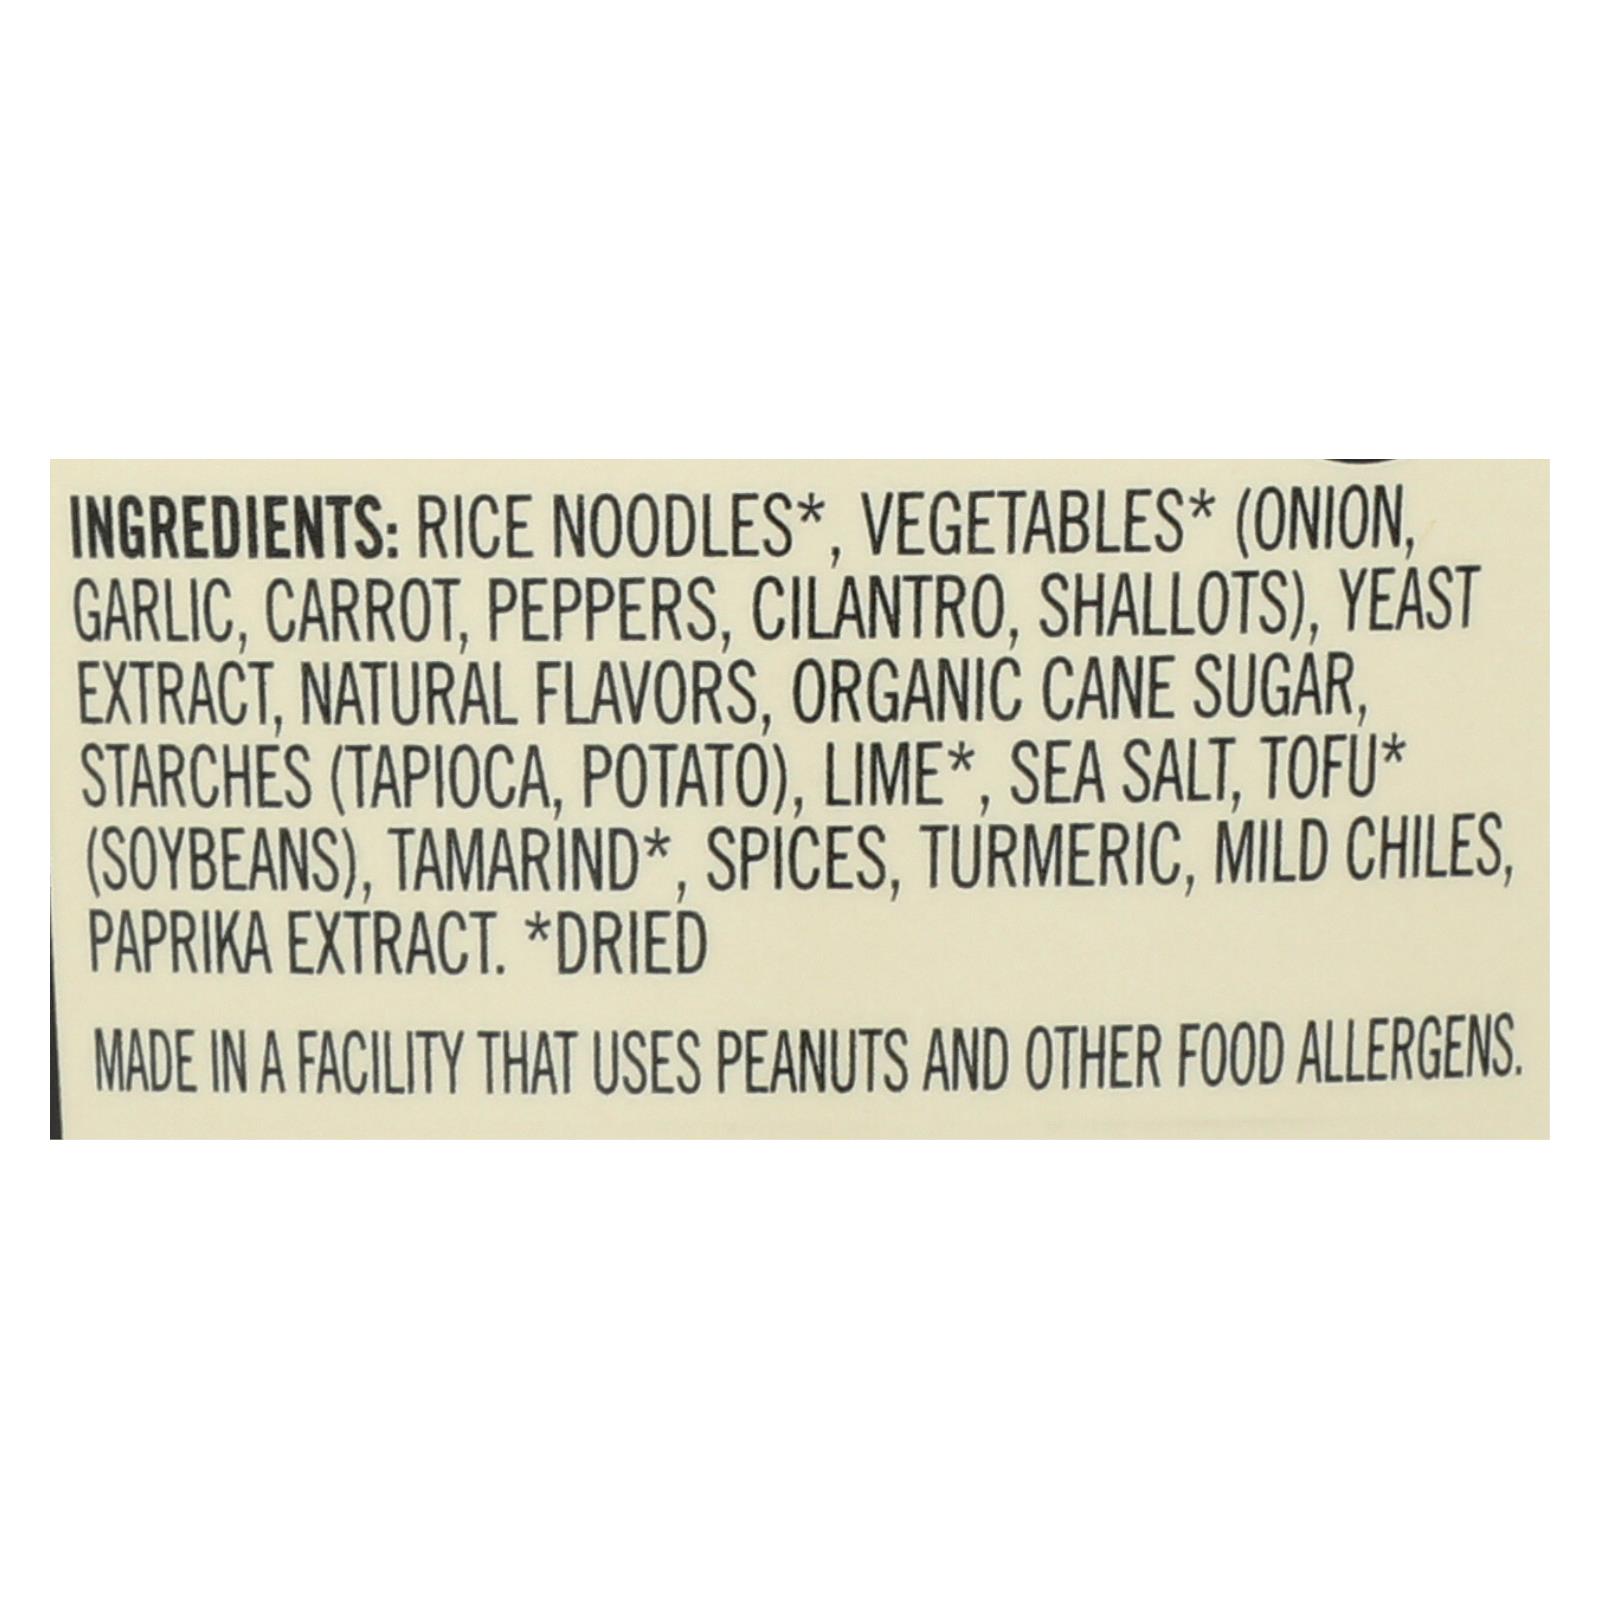 INGREDIENTS: RICE NOODLES*, VEGETABLES* (ONION,
GARLIC, CARROT, PEPPERS, CILANTRO, SHALLOTS), YEAST
EXTRACT, NATURAL FLAVORS, ORGANIC CANE SUGAR,
STARCHES (TAPIOCA, POTATO), LIME*, SEA SALT, TOFU*
(SOYBEANS), TAMARIND*, SPICES, TURMERIC, MILD CHILES,
PAPRIKA EXTRACT. *DRIED
MADE IN A FACILITY THAT USES PEANUTS AND OTHER FOOD ALLERGENS.